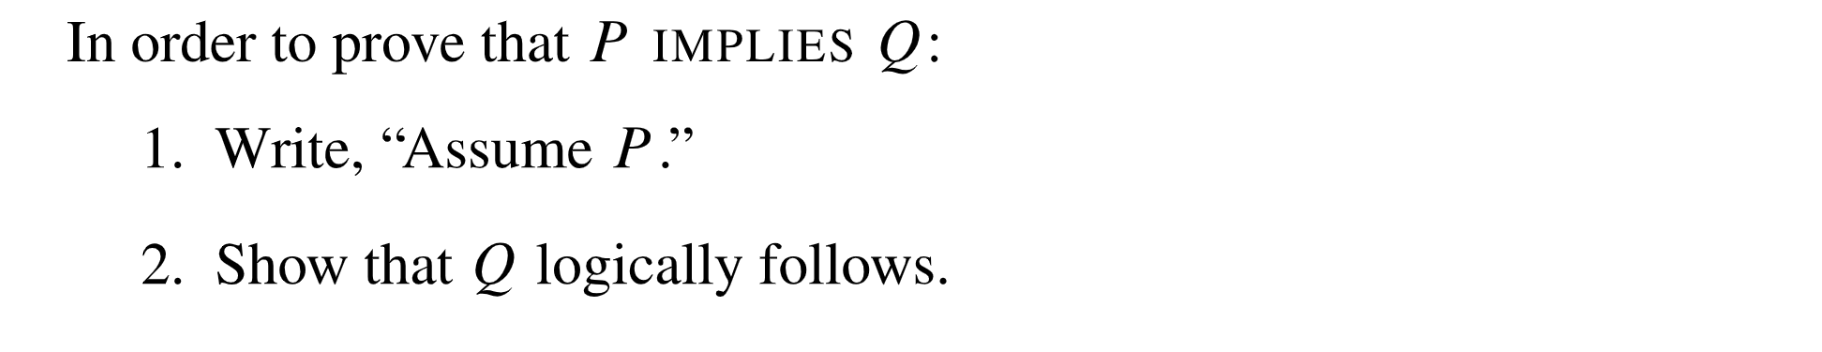 In order to prove that P IMPLIES Q:
1. Write, “Assume P.”
2. Show that Q logically follows.